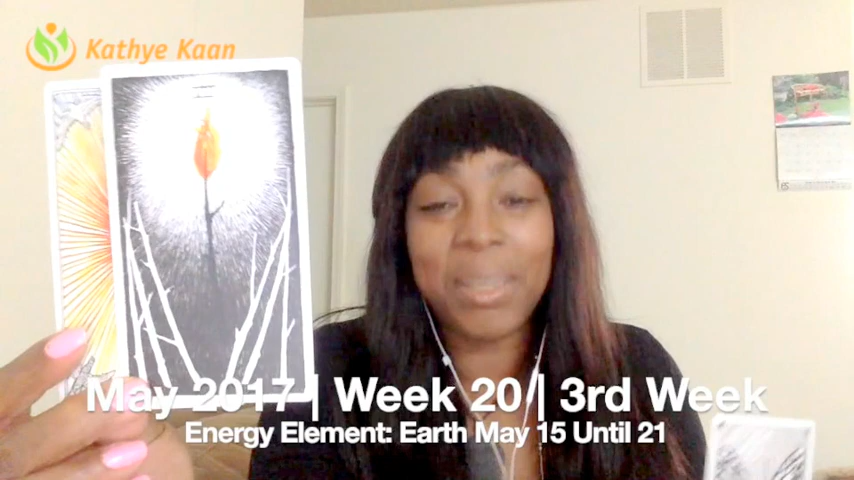 Kathye Kaan
May 2017 | Week 20 | 3rd Week
Energy Element: Earth May 15 Until 21